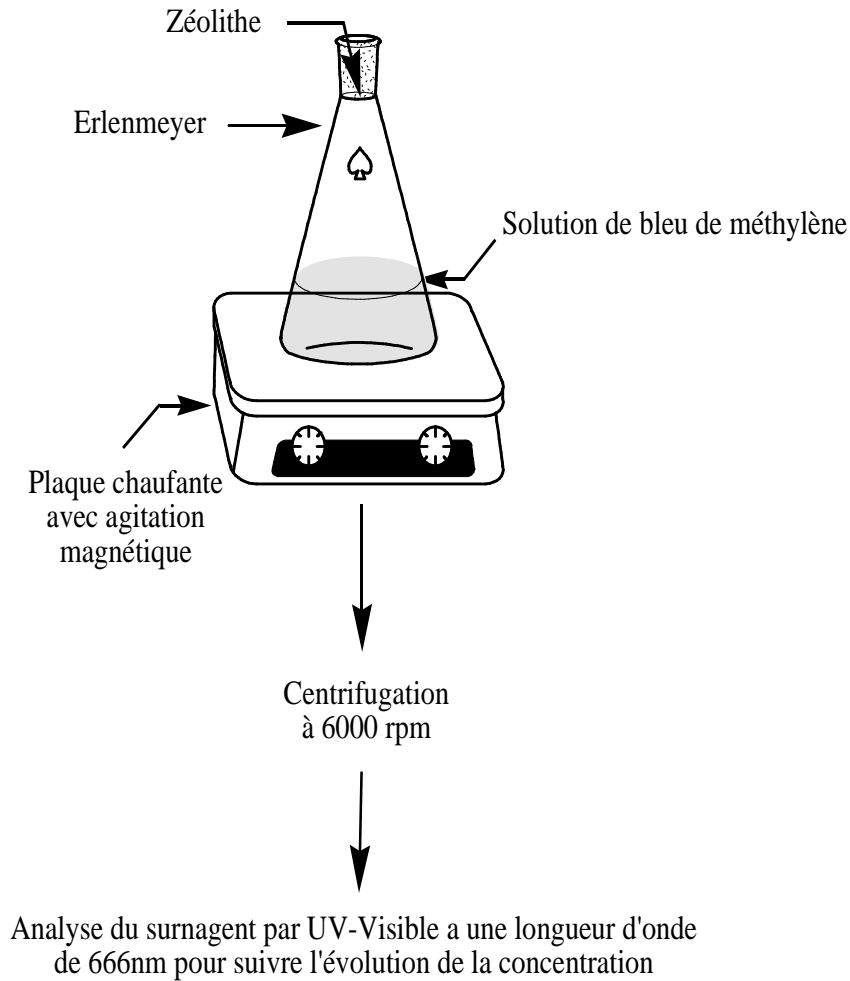 Zéolithe
Erlenmeyer
Solution de bleu de méthylène
Plaque chaufante
avec agitation
magnétique
Centrifugation
à 6000 rpm
Analyse du surnagent par UV-Visible a une longueur d'onde
de 666nm pour suivre l'évolution de la concentration